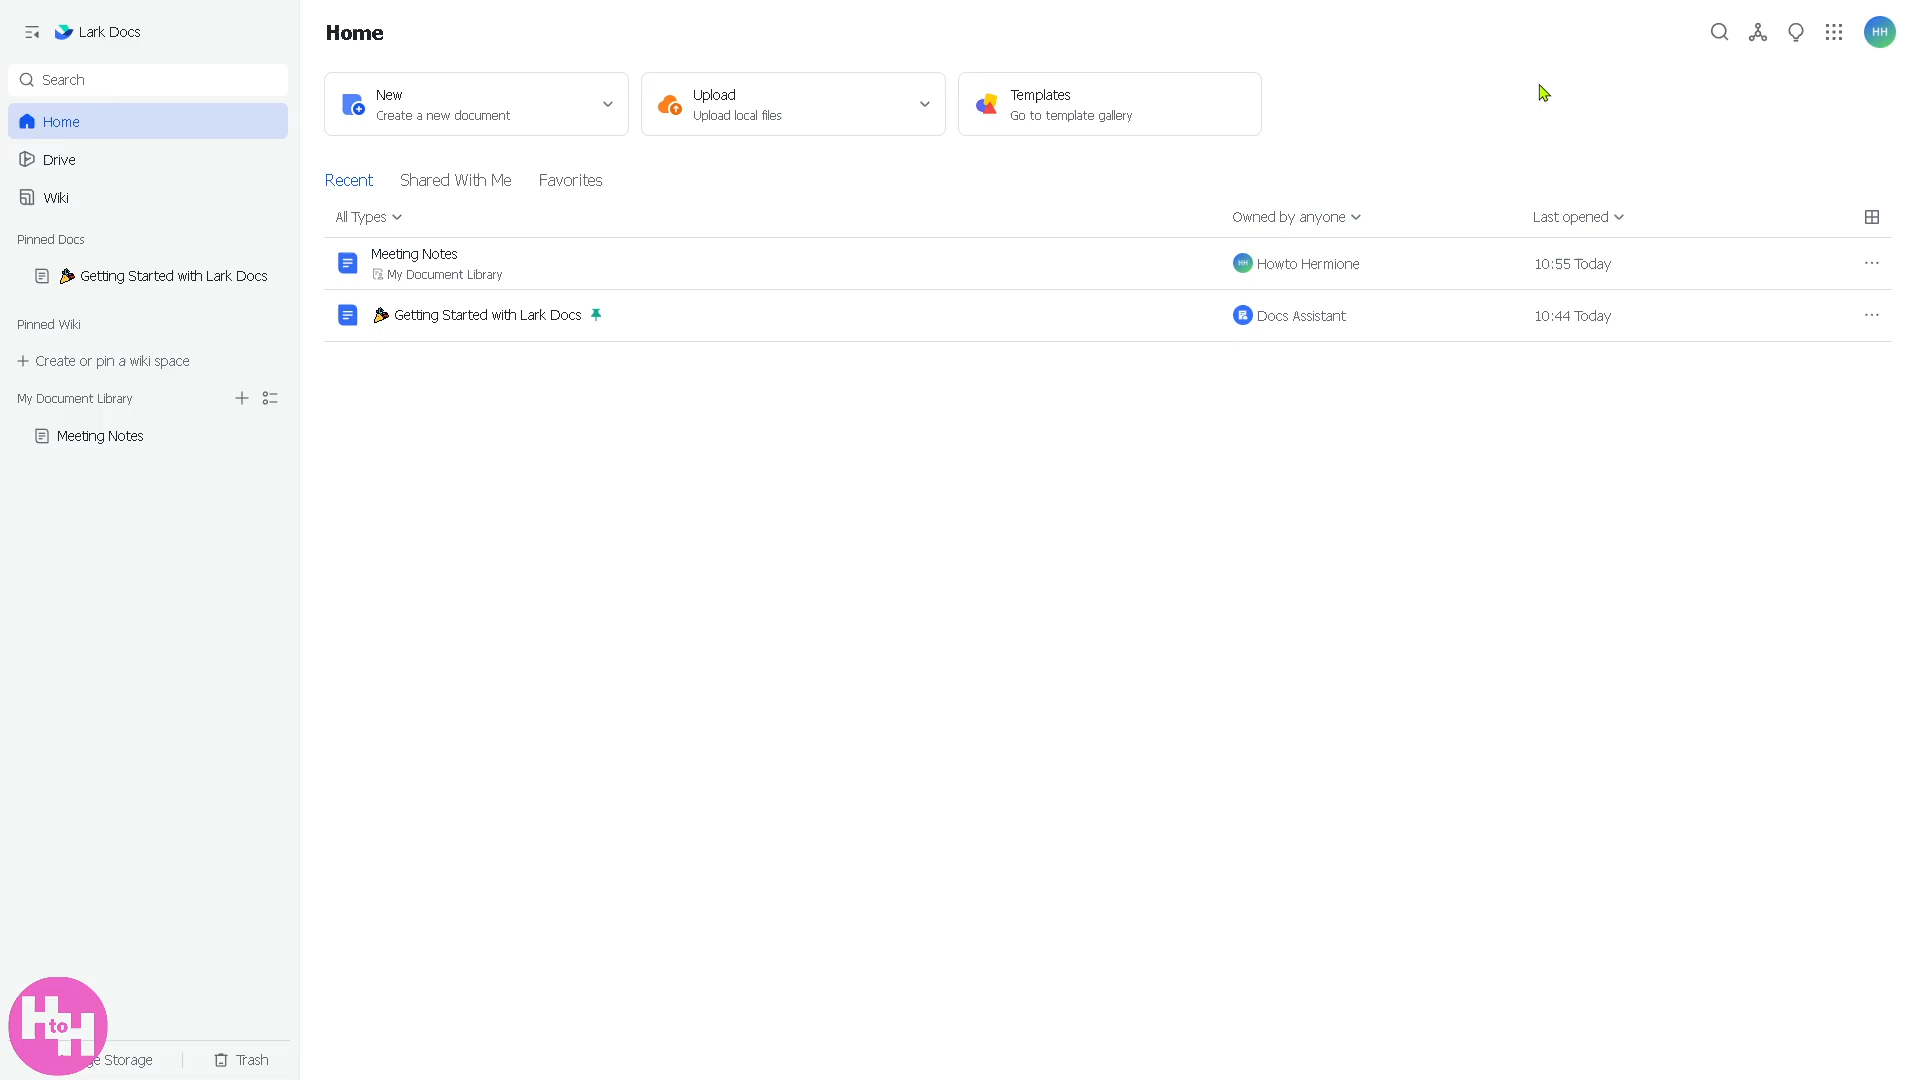 Lark Docs
Home
HH
Search
New
Create a new document
Upload
Upload local files
Templates
Go to template gallery
Home
Drive
Wiki
Recent
Shared With Me
Favorites
All Types
Owned by anyone
Last opened
Pinned Docs
Meeting Notes
My Document Library
HH
Howto Hermione
10:55 Today
Getting Started with Lark Docs
Getting Started with Lark Docs
Docs Assistant
10:44 Today
Pinned Wiki
Create or pin a wiki space
My Document Library
Meeting Notes
H to H
Storage
Trash